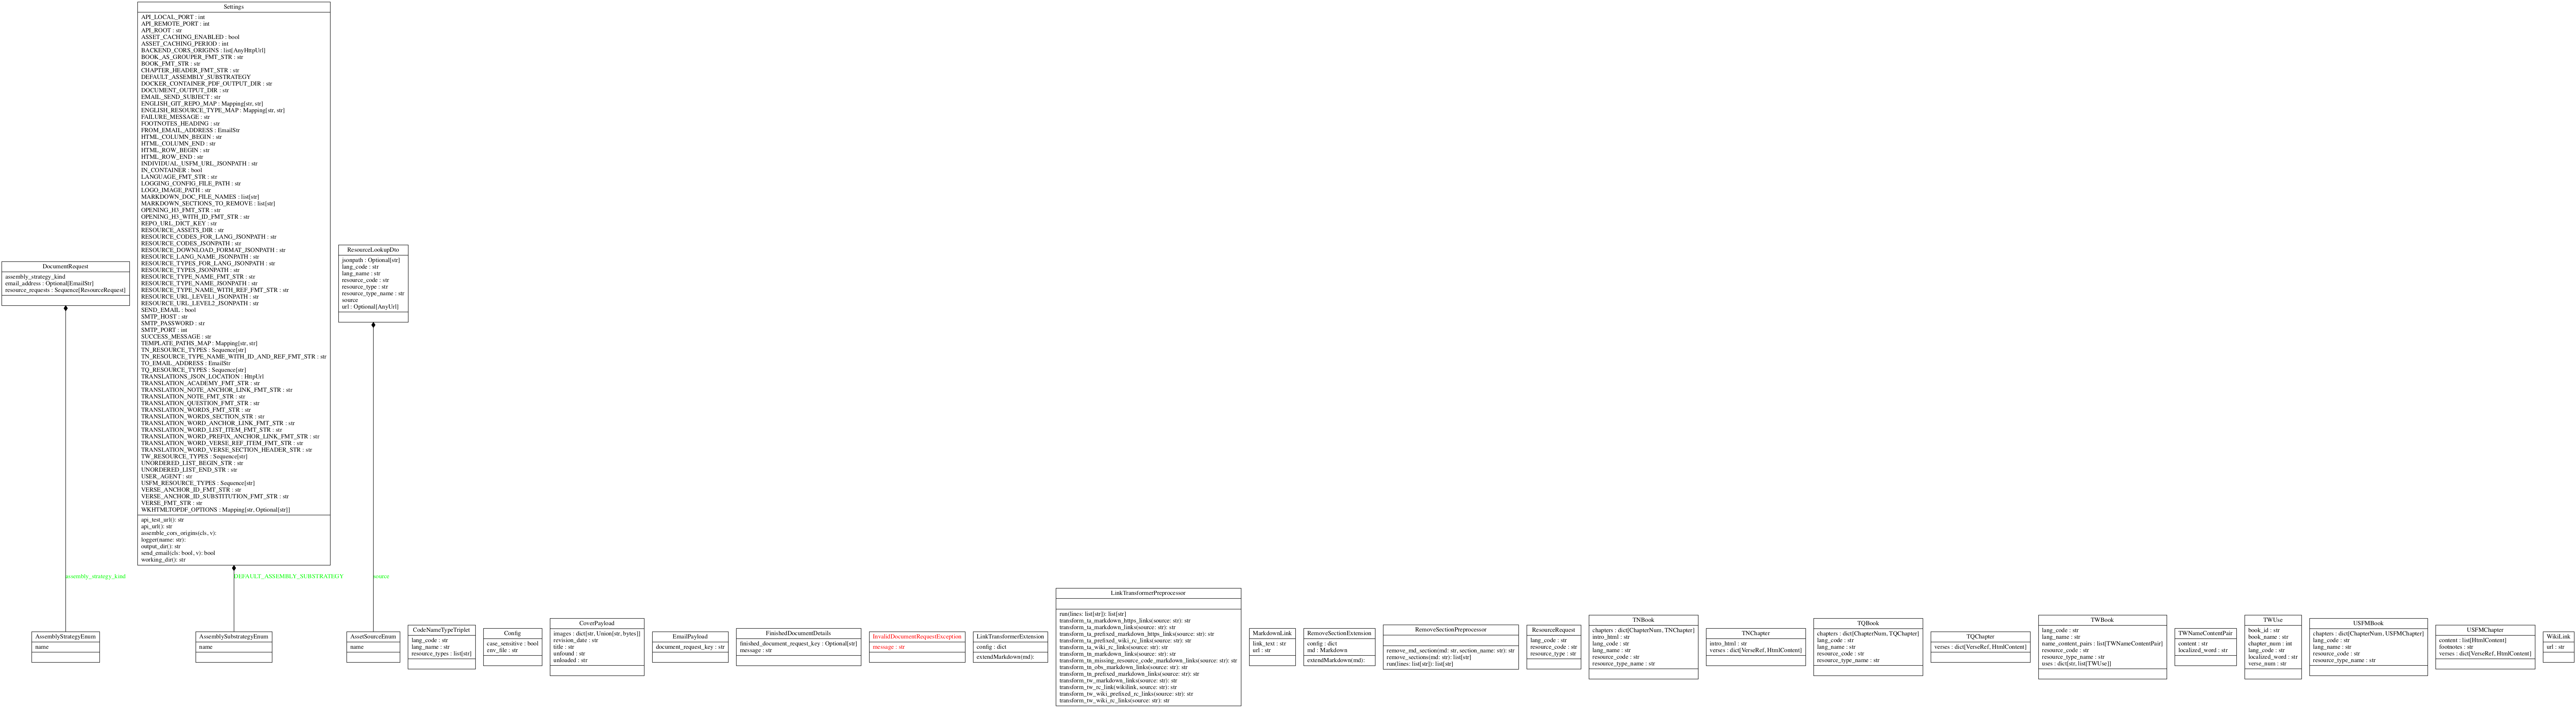 Settings
API_LOCAL_PORT : int
API_REMOTE_PORT : int
API_ROOT : str
ASSET_CACHING_ENABLED : bool
ASSET_CACHING_PERIOD : int
BACKEND_CORS_ORIGINS : list[AnyHttpUrl]
BOOK_AS_GROUPER_FMT_STR : str
BOOK_FMT_STR : str
CHAPTER_HEADER_FMT_STR : str
DEFAULT_ASSEMBLY_SUBSTRATEGY
DOCKER_CONTAINER_PDF_OUTPUT_DIR : str
DOCUMENT_OUTPUT_DIR : str
EMAIL_SEND_SUBJECT : str
ENGLISH_GIT_REPO_MAP : Mapping[str, str]
ENGLISH_RESOURCE_TYPE_MAP : Mapping[str, str]
FAILURE_MESSAGE : str
FOOTNOTES_HEADING : str
FROM_EMAIL_ADDRESS : EmailStr
HTML_COLUMN_BEGIN : str
HTML_COLUMN_END : str
HTML_ROW_BEGIN : str
HTML_ROW_END : str
INDIVIDUAL_USFM_URL_JSONPATH : str
IN_CONTAINER : bool
LANGUAGE_FMT_STR : str
LOGGING_CONFIG_FILE_PATH : str
LOGO_IMAGE_PATH : str
MARKDOWN_DOC_FILE_NAMES : list[str]
MARKDOWN_SECTIONS_TO_REMOVE : list[str]
OPENING_H3_FMT_STR : str
OPENING_H3_WITH_ID_FMT_STR : str
REPO_URL_DICT_KEY : str
RESOURCE_ASSETS_DIR : str
RESOURCE_CODES_FOR_LANG_JSONPATH : str
RESOURCE_CODES_JSONPATH : str
RESOURCE_DOWNLOAD_FORMAT_JSONPATH : str
RESOURCE_LANG_NAME_JSONPATH : str
RESOURCE_TYPES_FOR_LANG_JSONPATH : str
RESOURCE_TYPES_JSONPATH : str
RESOURCE_TYPE_NAME_FMT_STR : str
RESOURCE_TYPE_NAME_JSONPATH : str
RESOURCE_TYPE_NAME_WITH_REF_FMT_STR : str
RESOURCE_URL_LEVEL1_JSONPATH : str
RESOURCE_URL_LEVEL2_JSONPATH : str
SEND_EMAIL : bool
SMTP_HOST : str
SMTP_PASSWORD : str
SMTP_PORT : int
SUCCESS_MESSAGE : str
TEMPLATE_PATHS_MAP : Mapping[str, str]
TN_RESOURCE_TYPES : Sequence[str]
TN_RESOURCE_TYPE_NAME_WITH_ID_AND_REF_FMT_STR : str
TO_EMAIL_ADDRESS : EmailStr
TQ_RESOURCE_TYPES : Sequence[str]
TRANSLATIONS_JSON_LOCATION : HttpUrl
TRANSLATION_ACADEMY_FMT_STR : str
TRANSLATION_NOTE_ANCHOR_LINK_FMT_STR : str
TRANSLATION_NOTE_FMT_STR : str
TRANSLATION_QUESTION_FMT_STR : str
TRANSLATION_WORDS_FMT_STR : str
TRANSLATION_WORDS_SECTION_STR : str
TRANSLATION_WORD_ANCHOR_LINK_FMT_STR : str
TRANSLATION_WORD_LIST_ITEM_FMT_STR : str
TRANSLATION_WORD_PREFIX_ANCHOR_LINK_FMT_STR : str
TRANSLATION_WORD_VERSE_REF_ITEM_FMT_STR : str
TRANSLATION_WORD_VERSE_SECTION_HEADER_STR : str
TW_RESOURCE_TYPES : Sequence[str]
UNORDERED_LIST_BEGIN_STR : str
UNORDERED_LIST_END_STR : str
USER_AGENT : str
USFM_RESOURCE_TYPES : Sequence[str]
VERSE_ANCHOR_ID_FMT_STR : str
VERSE_ANCHOR_ID_SUBSTITUTION_FMT_STR : str
VERSE_FMT_STR : str
WKHTMLTOPDF_OPTIONS : Mapping[str, Optional[str]]
api_test_url(): str
api_url(): str
assemble_cors_origins(cls, v):
logger(name: str):
output_dir(): str
send_email(cls: bool, v): bool
working_dir(): str
DocumentRequest
assembly_strategy_kind
email_address : Optional[EmailStr]
resource_requests : Sequence[ResourceRequest]
ResourceLookupDto
jsonpath : Optional[str]
lang_code : str
lang_name : str
resource_code : str
resource_type : str
resource_type_name : str
source
url : Optional[AnyUrl]
assembly_strategy_kind
DEFAULT_ASSEMBLY_SUBSTRATEGY
source
AssemblyStrategyEnum
name
AssemblySubstrategyEnum
name
AssetSourceEnum
name
CodeNameTypeTriplet
lang_code : str
lang_name : str
resource_types : list[str]
Config
case_sensitive : bool
env_file : str
CoverPayload
images : dict[str, Union[str, bytes]]
revision_date : str
title : str
unfound : str
unloaded : str
EmailPayload
document_request_key : str
FinishedDocumentDetails
finished_document_request_key : Optional[str]
message : str
InvalidDocumentRequestException
message : str
LinkTransformerExtension
config : dict
extendMarkdown(md):
LinkTransformerPreprocessor
run(lines: list[str]): list[str]
transform_ta_markdown_https_links(source: str): str
transform_ta_markdown_links(source: str): str
transform_ta_prefixed_markdown_https_links(source: str): str
transform_ta_prefixed_markdown_links(source: str): str
transform_ta_prefixed_wiki_rc_links(source: str): str
transform_ta_wiki_rc_links(source: str): str
transform_tn_markdown_links(source: str): str
transform_tn_missing_resource_code_markdown_links(source: str): str
transform_tn_obs_markdown_links(source: str): str
transform_tn_prefixed_markdown_links(source: str): str
transform_tw_markdown_links(source: str): str
transform_tw_rc_link(wikilink, source: str): str
transform_tw_wiki_prefixed_rc_links(source: str): str
transform_tw_wiki_rc_links(source: str): str
MarkdownLink
link_text : str
url : str
RemoveSectionExtension
config : dict
md : Markdown
extendMarkdown(md):
RemoveSectionPreprocessor
remove_md_section(md: str, section_name: str): str
remove_sections(md: str): list[str]
run(lines: list[str]): list[str]
ResourceRequest
lang_code : str
resource_code : str
resource_type : str
TNBook
chapters : dict[ChapterNum, TNChapter]
intro_html : str
lang_code : str
lang_name : str
resource_code : str
resource_type_name : str
TNChapter
intro_html : str
verses : dict[VerseRef, HtmlContent]
TQBook
chapters : dict[ChapterNum, TQChapter]
lang_code : str
lang_name : str
resource_code : str
resource_type_name : str
TQChapter
verses : dict[VerseRef, HtmlContent]
TWBook
lang_code : str
lang_name : str
name_content_pairs : list[TWNameContentPair]
resource_code : str
resource_type_name : str
uses : dict[str, list[TWUse]]
TWNameContentPair
content : str
localized_word : str
TWUse
book_id : str
book_name : str
chapter_num : int
lang_code : str
localized_word : str
verse_num : str
USFMBook
chapters : dict[ChapterNum, USFMChapter]
lang_code : str
lang_name : str
resource_code : str
resource_type_name : str
USFMChapter
content : list[HtmlContent]
footnotes : str
verses : dict[VerseRef, HtmlContent]
WikiLink
url : str